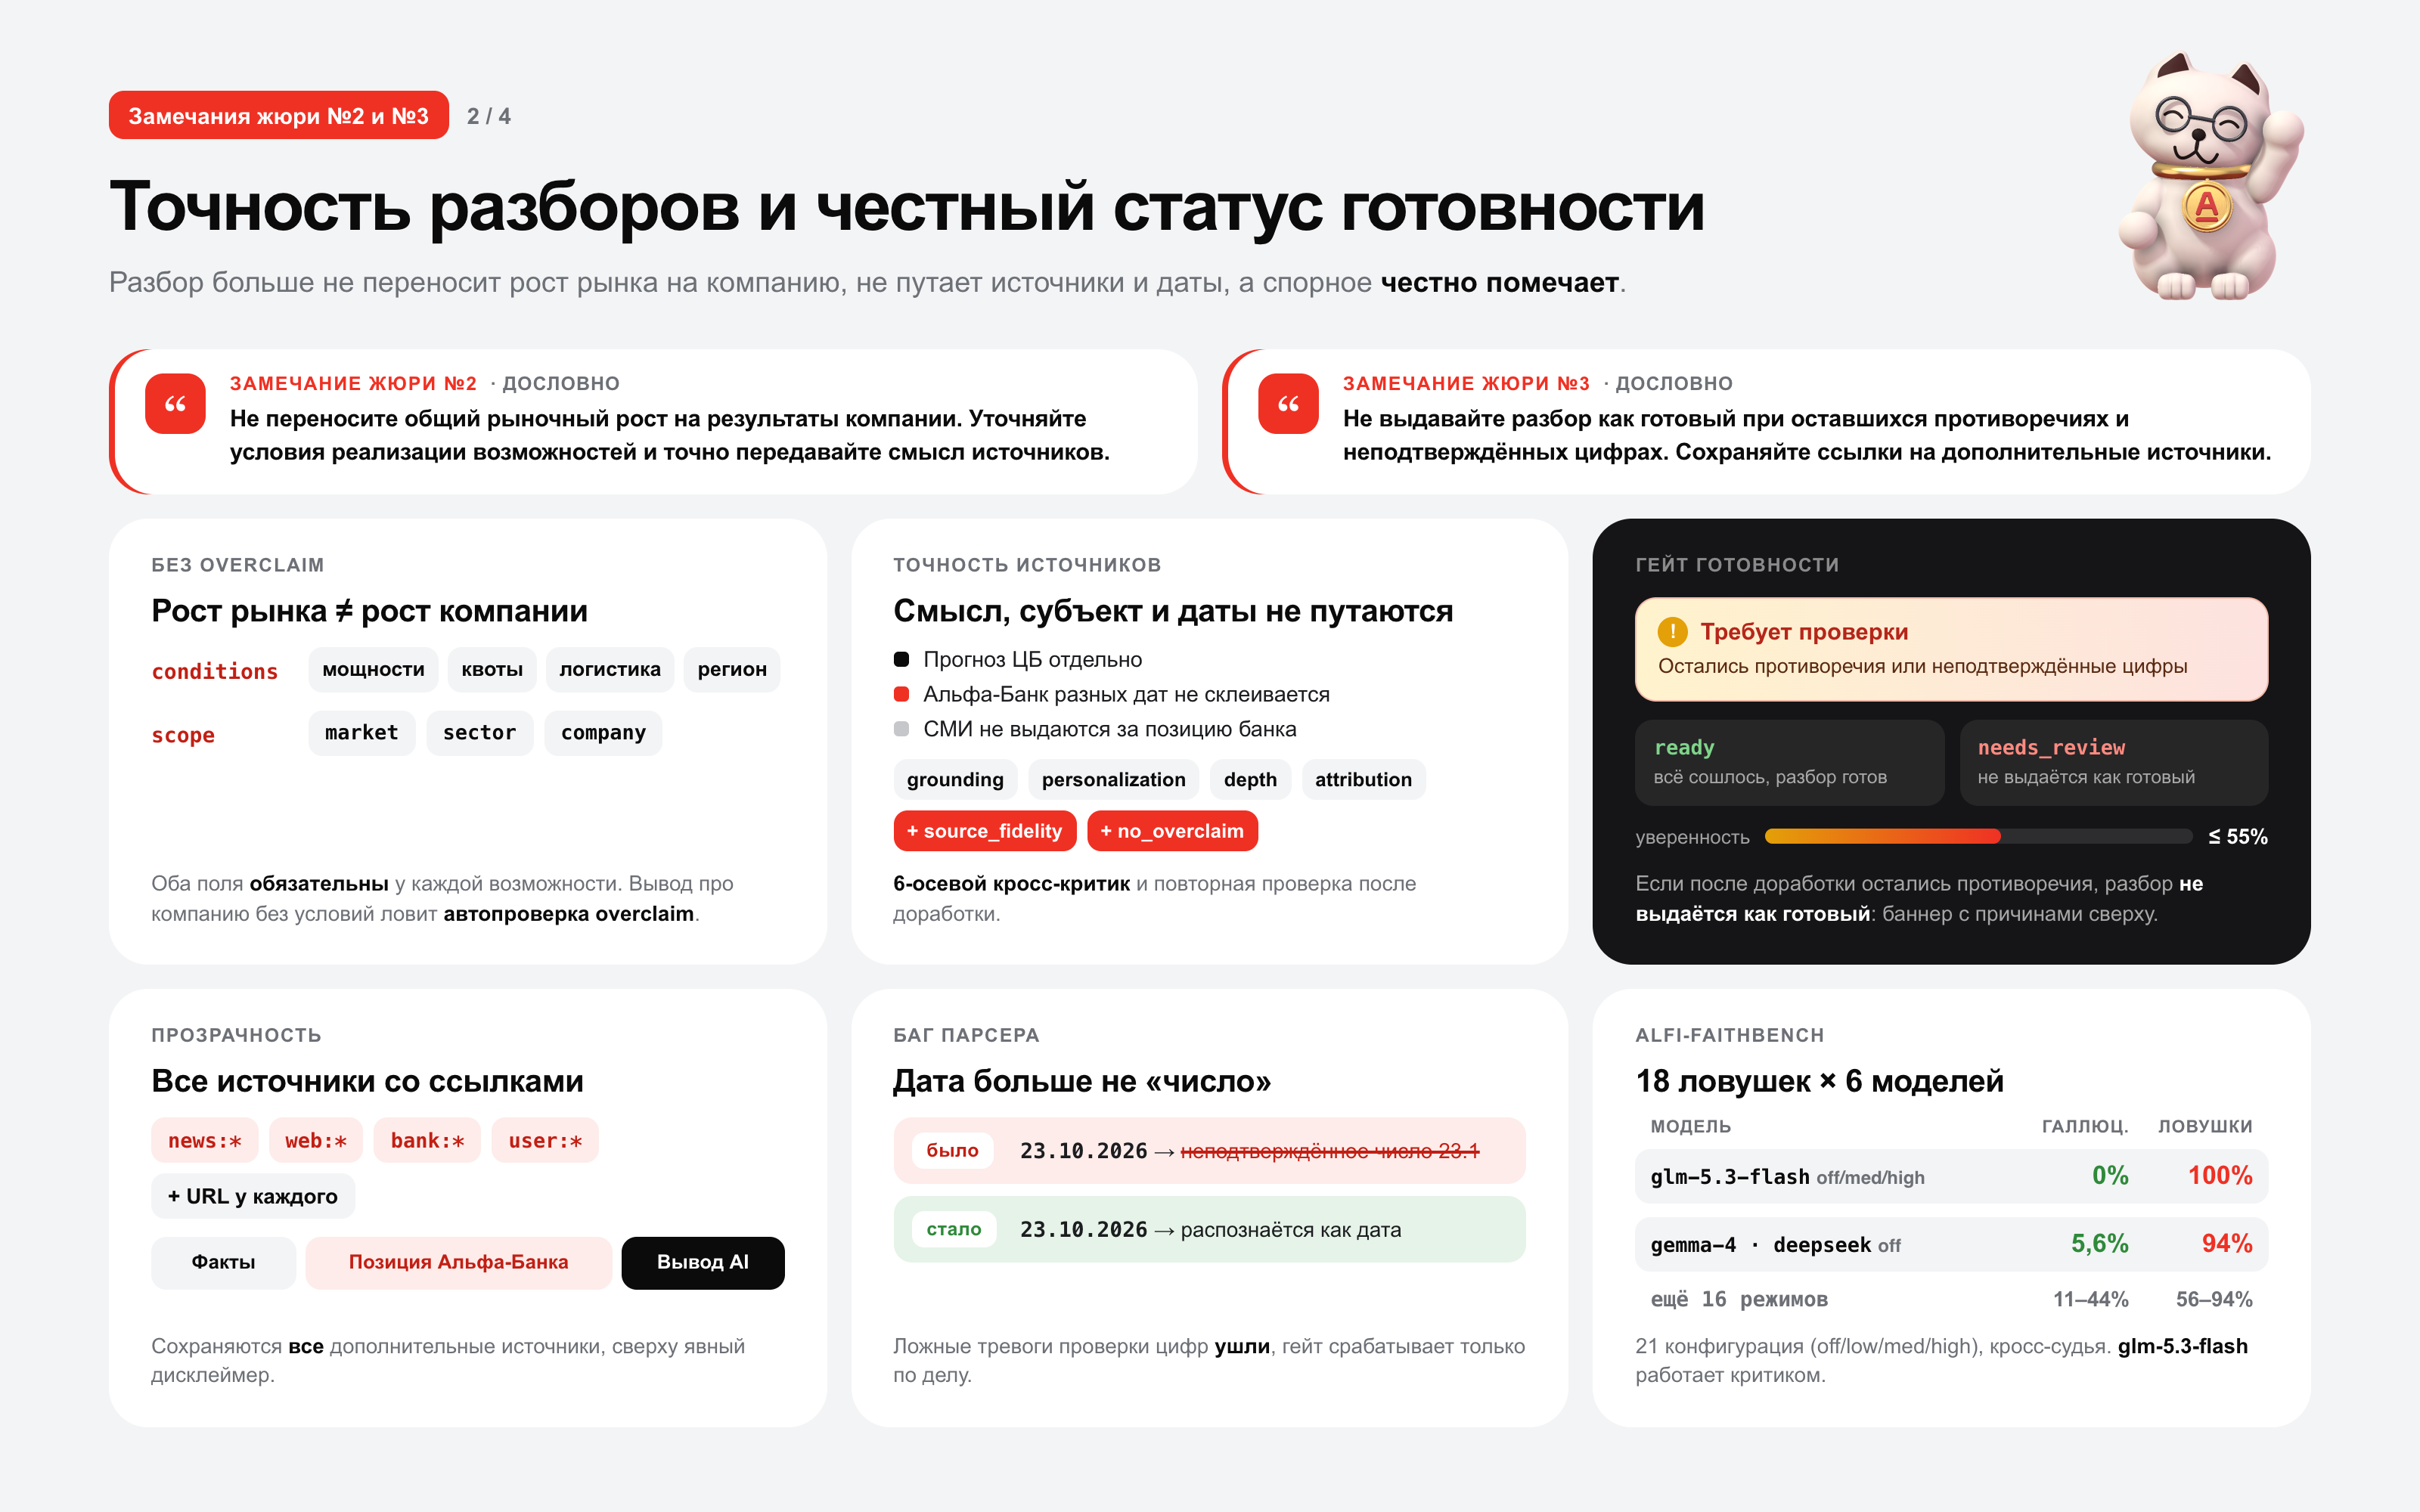 Замечания жюри №2 и №3 2 / 4
Точность разборов и честный статус готовности
Разбор больше не переносит рост рынка на компанию, не путает источники и даты, а спорное честно помечает.
“ ЗАМЕЧАНИЕ ЖЮРИ №2 · ДОСЛОВНО
Не переносите общий рыночный рост на результаты компании. Уточняйте
условия реализации возможностей и точно передавайте смысл источников.
“ ЗАМЕЧАНИЕ ЖЮРИ №3 · ДОСЛОВНО
Не выдавайте разбор как готовый при оставшихся противоречиях и
неподтверждённых цифрах. Сохраняйте ссылки на дополнительные источники.
БЕЗ OVERCLAIM
Рост рынка ≠ рост компании
conditions мощности квоты логистика регион
scope market sector company
Оба поля обязательны у каждой возможности. Вывод про
компанию без условий ловит автопроверка overclaim.
ТОЧНОСТЬ ИСТОЧНИКОВ
Смысл, субъект и даты не путаются
Прогноз ЦБ отдельно
Альфа-Банк разных дат не склеивается
СМИ не выдаются за позицию банка
grounding personalization depth attribution
+ source_fidelity + no_overclaim
6-осевой кросс-критик и повторная проверка после
доработки.
ГЕЙТ ГОТОВНОСТИ
! Требует проверки
Остались противоречия или неподтверждённые цифры
ready
всё сошлось, разбор готов
needs_review
не выдаётся как готовый
уверенность ≤ 55%
Если после доработки остались противоречия, разбор не
выдаётся как готовый: баннер с причинами сверху.
ПРОЗРАЧНОСТЬ
Все источники со ссылками
news:* web:* bank:* user:*
+ URL у каждого
Факты Позиция Альфа-Банка Вывод AI
Сохраняются все дополнительные источники, сверху явный
дисклеймер.
БАГ ПАРСЕРА
Дата больше не «число»
было 23.10.2026 → неподтверждённое число 23.1
стало 23.10.2026 → распознаётся как дата
Ложные тревоги проверки цифр ушли, гейт срабатывает только
по делу.
ALFI-FAITHBENCH
18 ловушек × 6 моделей
МОДЕЛЬ ГАЛЛЮЦ. ЛОВУШКИ
glm-5.3-flash off/med/high 0% 100%
gemma-4 · deepseek off 5,6% 94%
ещё 16 режимов 11–44% 56–94%
21 конфигурация (off/low/med/high), кросс-судья. glm-5.3-flash
работает критиком.
A